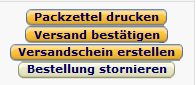 Packzettel drucken
Versand bestätigen
Versandschein erstellen
Bestellung stornieren